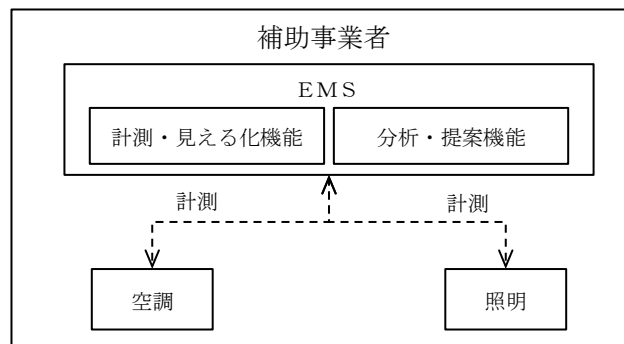 補助事業者
ＥＭＳ
計測・見える化機能
分析・提案機能
計測
計測
空調
照明